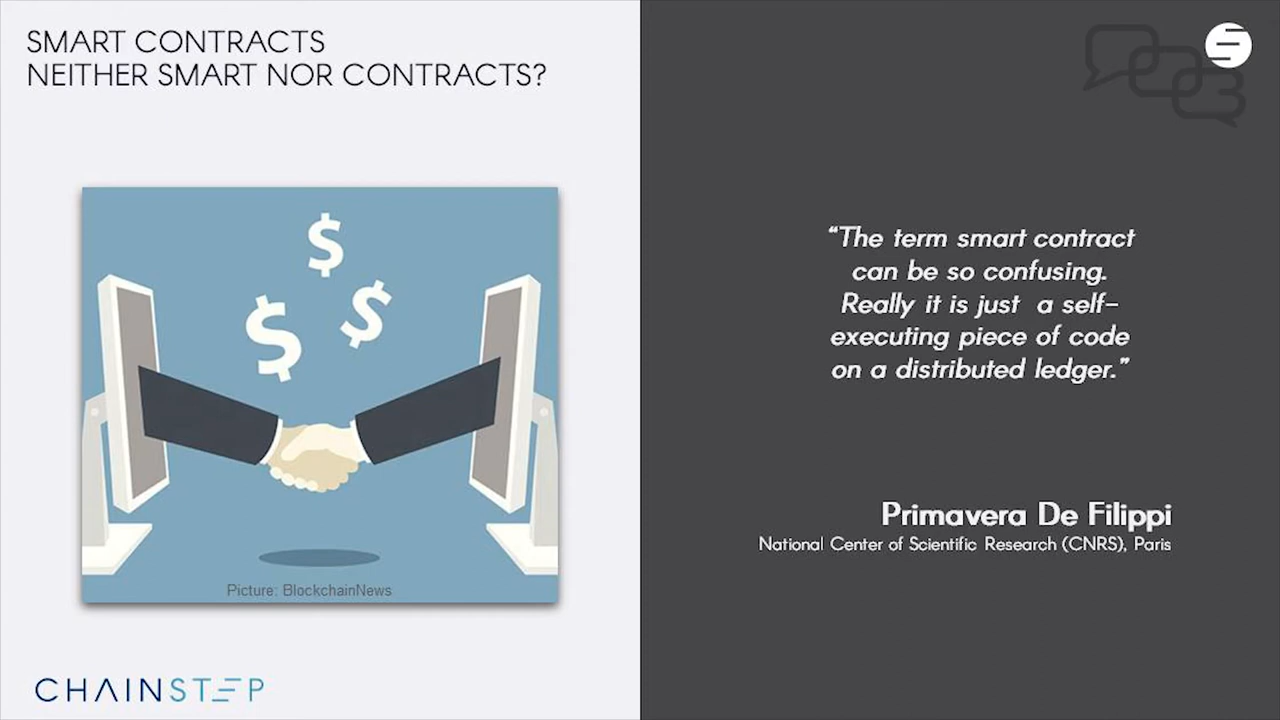 SMART CONTRACTS
NEITHER SMART NOR CONTRACTS?
$
$
$
Picture: BlockchainNews
CHAINSTEP
“The term smart contract
can be so confusing.
Really it is just a self-
executing piece of code
on a distributed ledger.”
Primavera De Filippi
National Center of Scientific Research (CNRS), Paris